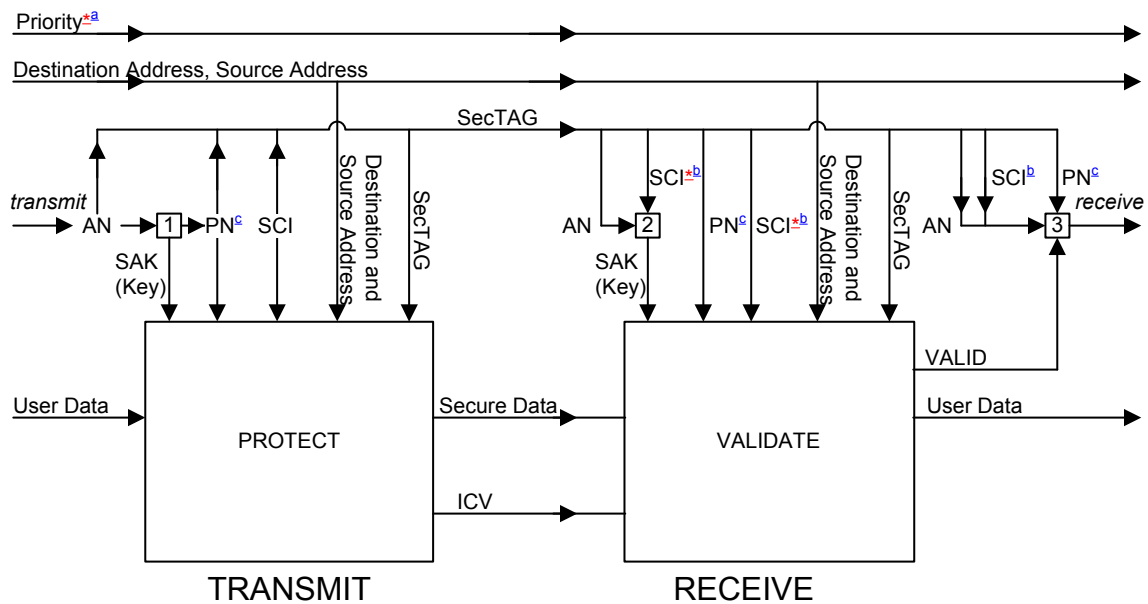 Priority*a
Destination Address, Source Address
SecTAG
transmit
AN
1
PNc
SCI
Destination and
Source Address
SecTAG
SAK
(Key)
AN
SCI*b
2
SAK
(Key)
PNc
SCI*b
Destination and
Source Address
SecTAG
AN
SCIb
PNc
receive
3
User Data
PROTECT
Secure Data
ICV
VALIDATE
VALID
User Data
TRANSMIT
RECEIVE